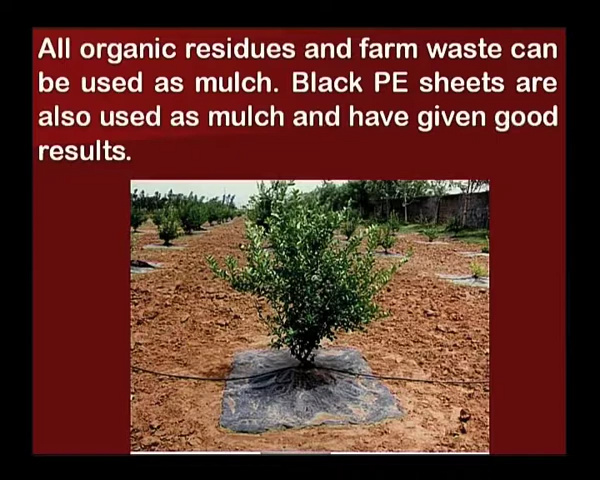 All organic residues and farm waste can
be used as mulch. Black PE sheets are
also used as mulch and have given good
results.